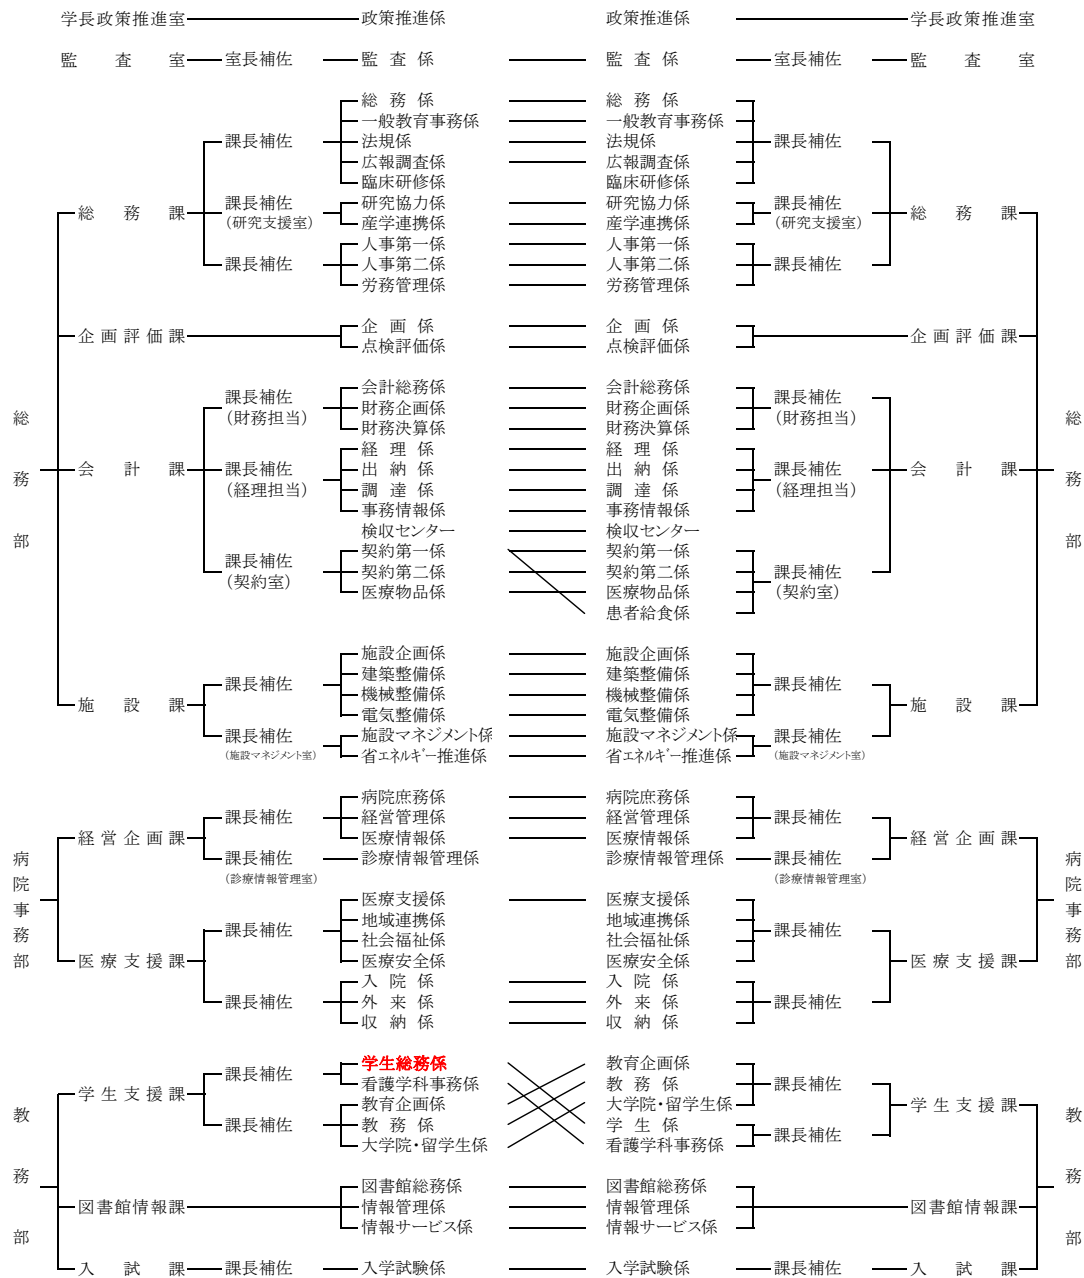 学長政策推進室 政策推進係 政策推進係 学長政策推進室
監査室 室長補佐 監査係 監査係 室長補佐 監査室
総務係 総務係
一般教育事務係 一般教育事務係
課長補佐 法規係 法規係 課長補佐
広報調査係 広報調査係
臨床研修係 臨床研修係
課長補佐 研究協力係 研究協力係 課長補佐
総務課 総務課
(研究支援室) 産学連携係 産学連携係 (研究支援室)
人事第一係 人事第一係
課長補佐 人事第二係 人事第二係 課長補佐
労務管理係 労務管理係
企画係 企画係
企画評価課 企画評価課
点検評価係 点検評価係
会計総務係 会計総務係
課長補佐 課長補佐
財務企画係 財務企画係
総務部 (財務担当) (財務担当) 総務部
財務決算係 財務決算係
経理係 経理係
会計課 課長補佐 出納係 出納係 課長補佐 会計課
(経理担当) 調達係 調達係 (経理担当)
事務情報係 事務情報係
検収センター 検収センター
契約第一係 契約第一係
課長補佐 契約第二係 契約第二係 課長補佐
(契約室) 医療物品係 医療物品係 (契約室)
患者給食係
施設企画係 施設企画係
建築整備係 建築整備係
課長補佐 課長補佐
機械整備係 機械整備係
施設課 施設課
電気整備係 電気整備係
課長補佐 施設マネジメント係 施設マネジメント係 課長補佐
(施設マネジメント室) 省エネルギー推進係 省エネルギー推進係 (施設マネジメント室)
病院庶務係 病院庶務係
課長補佐 経営管理係 経営管理係 課長補佐
経営企画課 医療情報係 医療情報係 経営企画課
課長補佐 診療情報管理係 診療情報管理係 課長補佐
(診療情報管理室) (診療情報管理室)
病院事務部 医療支援係 医療支援係 病院事務部
地域連携係 地域連携係
課長補佐 課長補佐
社会福祉係 社会福祉係
医療支援課 医療安全係 医療安全係 医療支援課
入院係 入院係
課長補佐 外来係 外来係 課長補佐
収納係 収納係
学生総務係 教育企画係
課長補佐 課長補佐
看護学科事務係 教務係
学生支援課 教育企画係 大学院・留学生係 学生支援課
課長補佐 教務係 学生係 課長補佐
大学院・留学生係 看護学科事務係
教務部 図書館総務係 図書館総務係 教務部
図書館情報課 情報管理係 情報管理係 図書館情報課
情報サービス係 情報サービス係
入試課 課長補佐 入学試験係 入学試験係 課長補佐 入試課